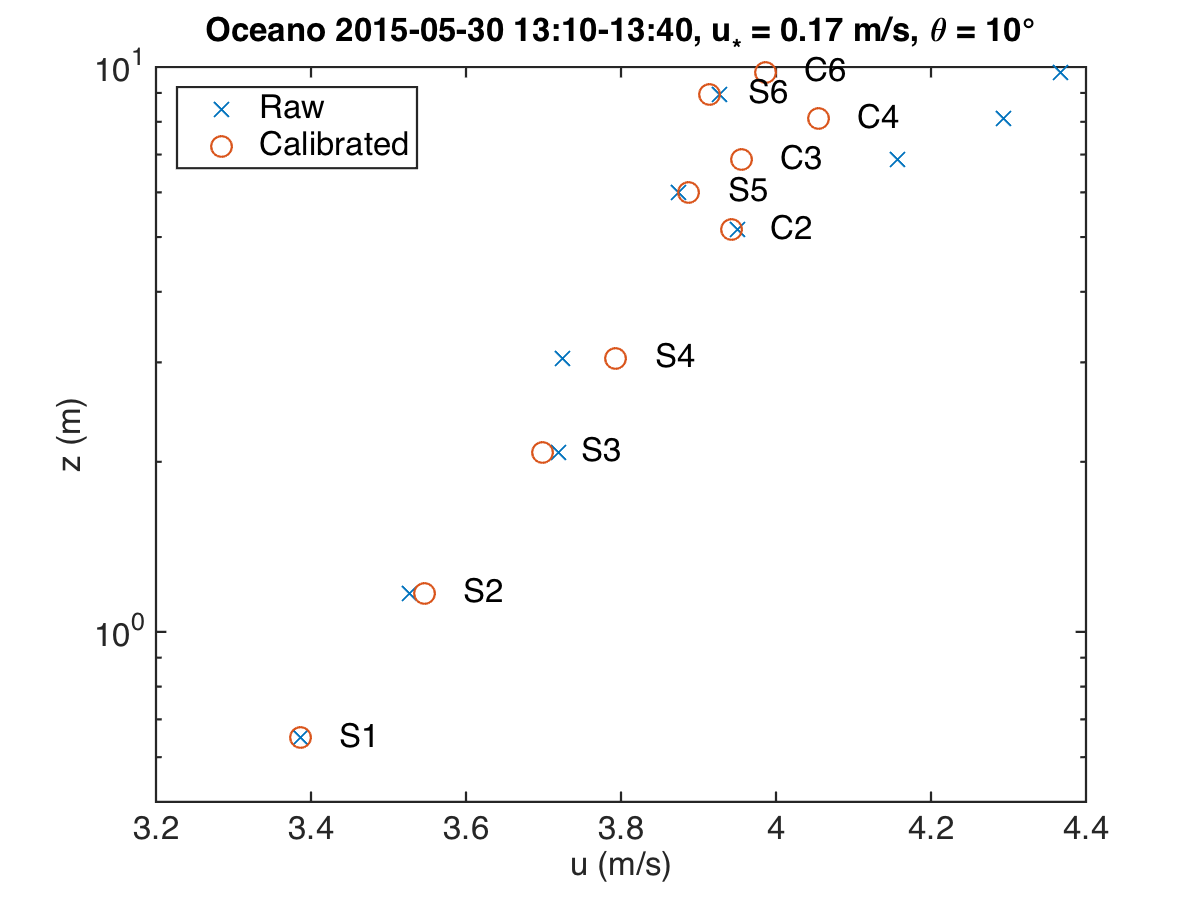 Oceano 2015-05-30 13:10-13:40, u* = 0.17 m/s, θ = 10°
10¹
C6
S6
Raw
C4
Calibrated
C3
S5
C2
S4
z (m)
S3
S2
10⁰
S1
3.2 3.4 3.6 3.8 4 4.2 4.4
u (m/s)